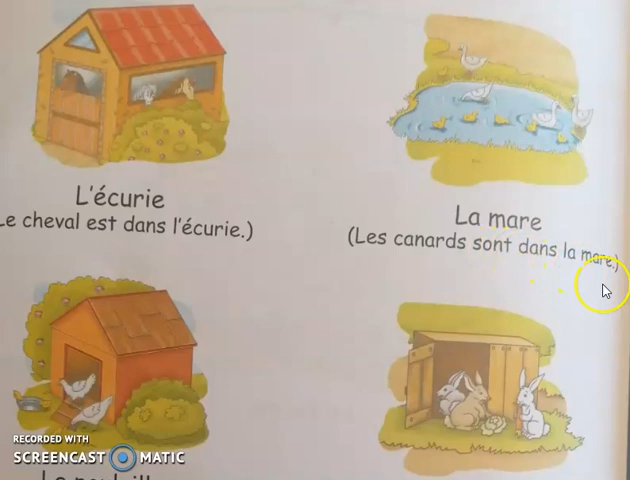 L'écurie
Le cheval est dans l'écurie.)
La mare
(Les canards sont dans la mare.)
RECORDED WITH
SCREENCAST MATIC